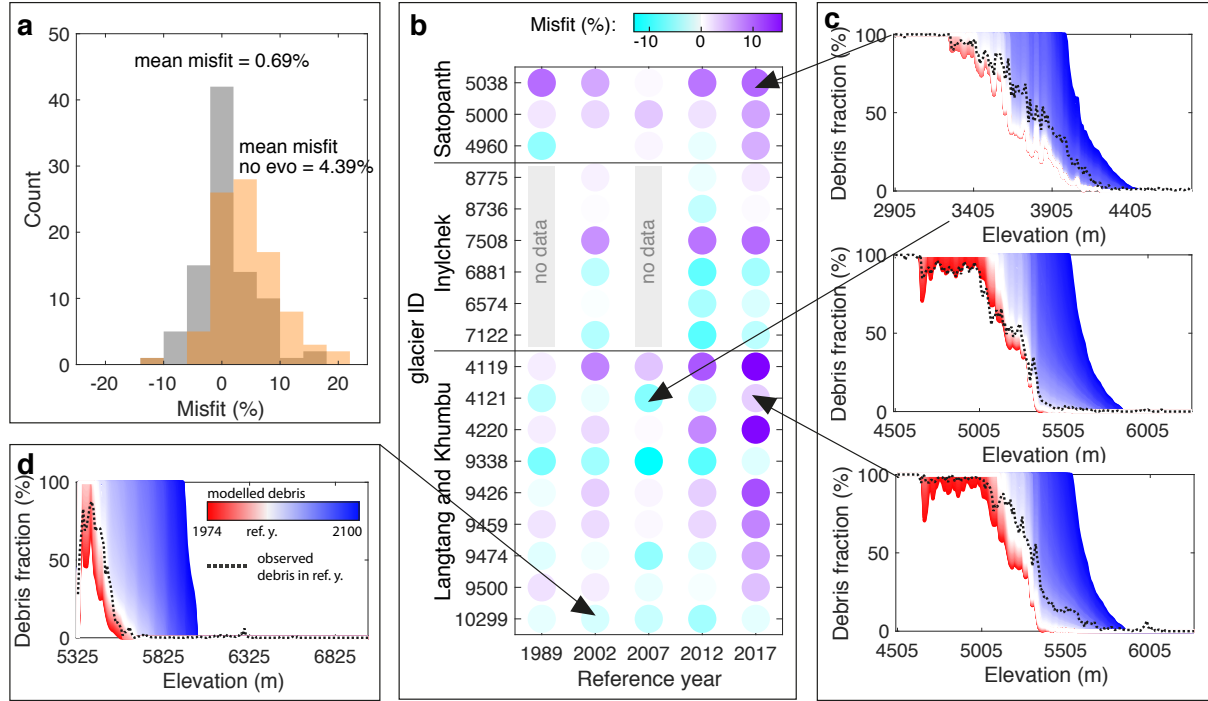 a
50
40
30
20
10
0
Count
mean misfit = 0.69%
mean misfit
no evo = 4.39%
-20
-10
0
10
20
Misfit (%)
b
Misfit (%):
-10
0
10
glacier ID
Satopanth
5038
5000
4960
Inylchek
8775
8736
7508
6881
6574
7122
no data
no data
Langtang and Khumbu
4119
4121
4220
9338
9426
9459
9474
9500
10299
1989
2002
2007
2012
2017
Reference year
c
Debris fraction (%)
100
50
0
2905
3405
3905
4405
Elevation (m)
Debris fraction (%)
100
50
0
4505
5005
5505
6005
Elevation (m)
Debris fraction (%)
100
50
0
4505
5005
5505
6005
Elevation (m)
d
Debris fraction (%)
100
50
0
modelled debris
1974
ref. y.
2100
observed
debris in ref. y.
5325
5825
6325
6825
Elevation (m)